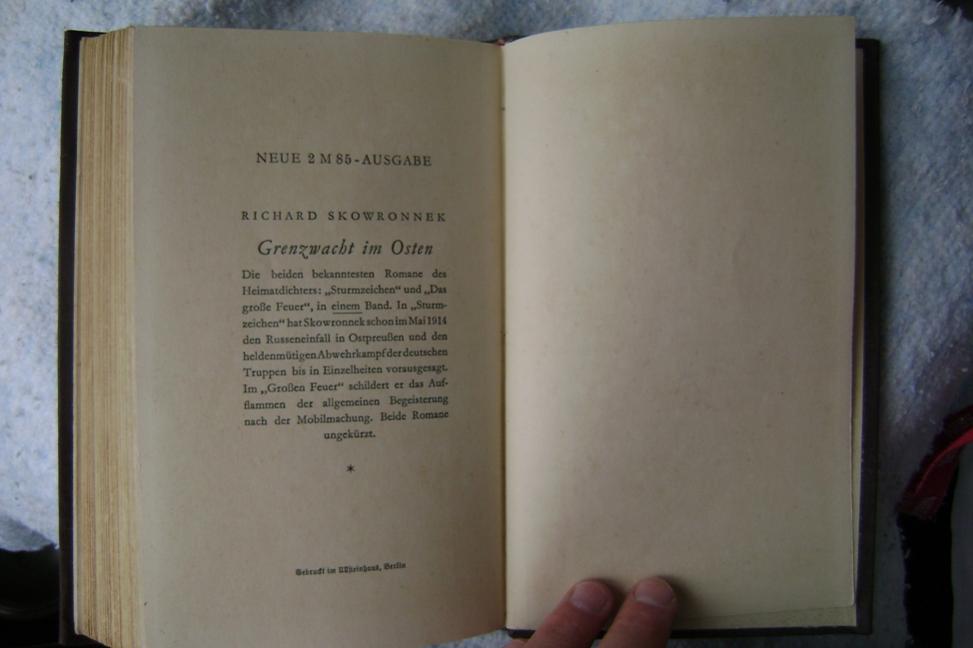 NEUE 2 M 85-AUSGABE
RICHARD SKOWRONNEK
Grenzwacht im Osten
Die beiden bekanntesten Romane des
Heimatdichters: „Sturmzeichen“ und „Das
große Feuer“, in einem Band. In „Sturm-
zeichen“ hat Skowronnek schon im Mai 1914
den Russeneinfall in Ostpreußen und den
heldenmütigen Abwehrkampf der deutschen
Truppen bis in Einzelheiten vorausgesagt.
Im „Großen Feuer“ schildert er das Auf-
flammen der allgemeinen Begeisterung
nach der Mobilmachung. Beide Romane
ungekürzt.
*
Gedruckt im Ullsteinhaus, Berlin